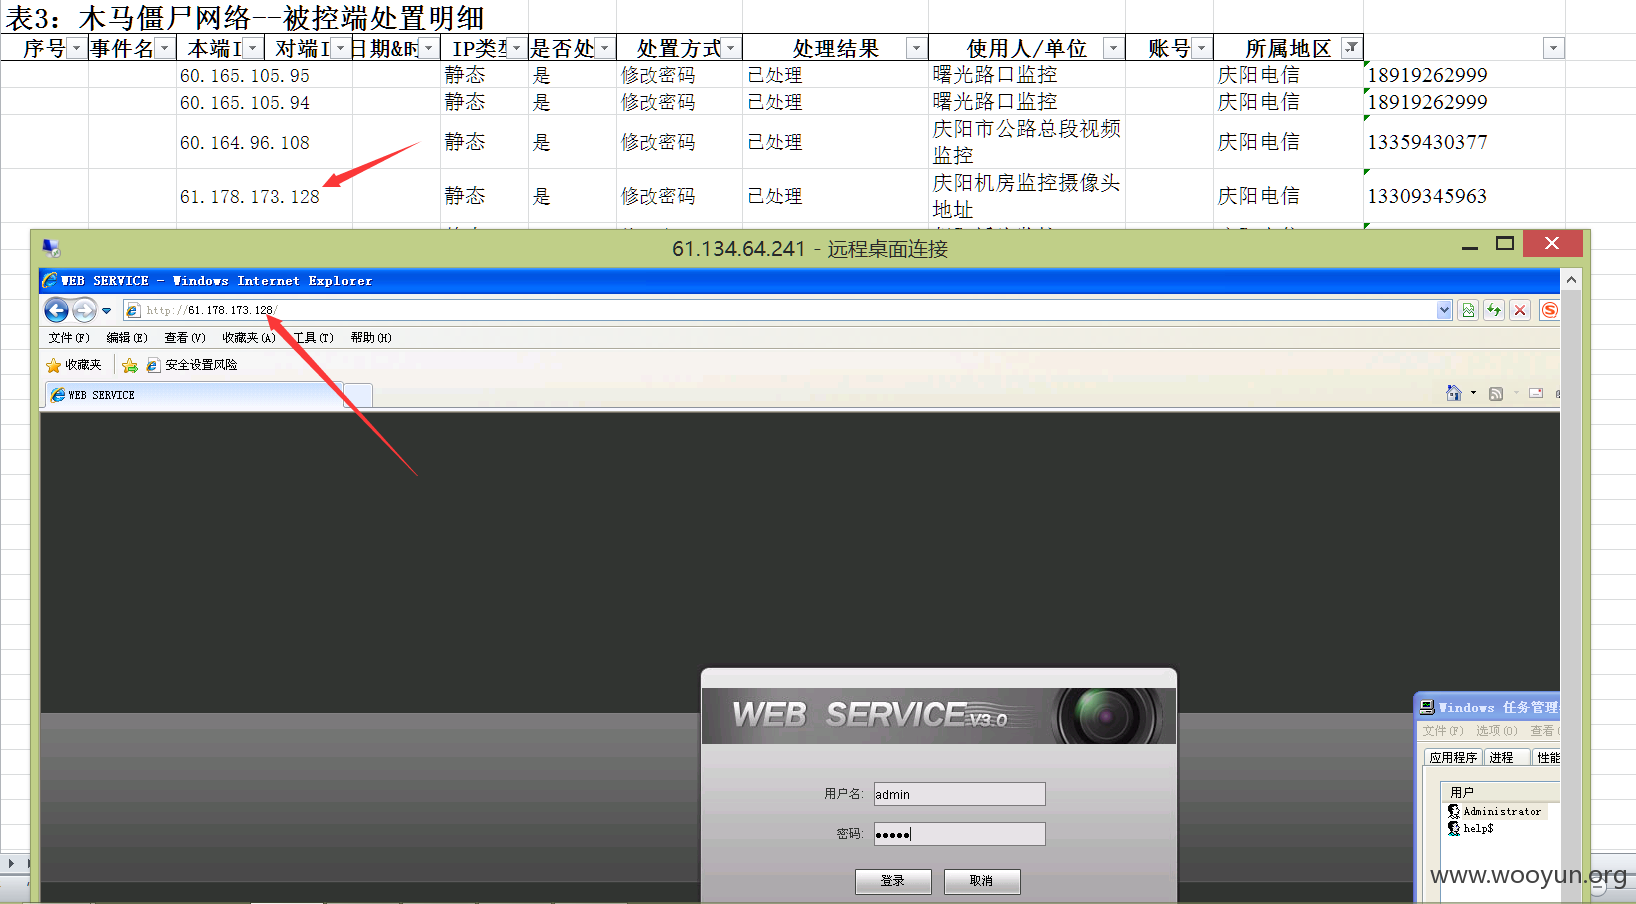 表3：木马僵尸网络--被控端处置明细
序号 事件名 本端I 对端I 日期&时 IP类型 是否处 处置方式 处理结果 使用人/单位 账号 所属地区
60.165.105.95 静态 是 修改密码 已处理 曙光路口监控 庆阳电信 18919262999
60.165.105.94 静态 是 修改密码 已处理 曙光路口监控 庆阳电信 18919262999
60.164.96.108 静态 是 修改密码 已处理 庆阳市公路总段视频监控 庆阳电信 13359430377
61.178.173.128 静态 是 修改密码 已处理 庆阳机房监控摄像头地址 庆阳电信 13309345963
61.134.64.241 - 远程桌面连接
WEB SERVICE - Windows Internet Explorer
http://61.178.173.128/
文件(F) 编辑(E) 查看(V) 收藏夹(A) 工具(T) 帮助(H)
收藏夹 安全设置风险
WEB SERVICE
WEB SERVICE V3.0
用户名: admin
密码: ●●●●●
登录 取消
Windows 任务管理
文件(F) 选项(O) 查看(
应用程序 进程 性能
用户
Administrator
help$
www.wooyun.org